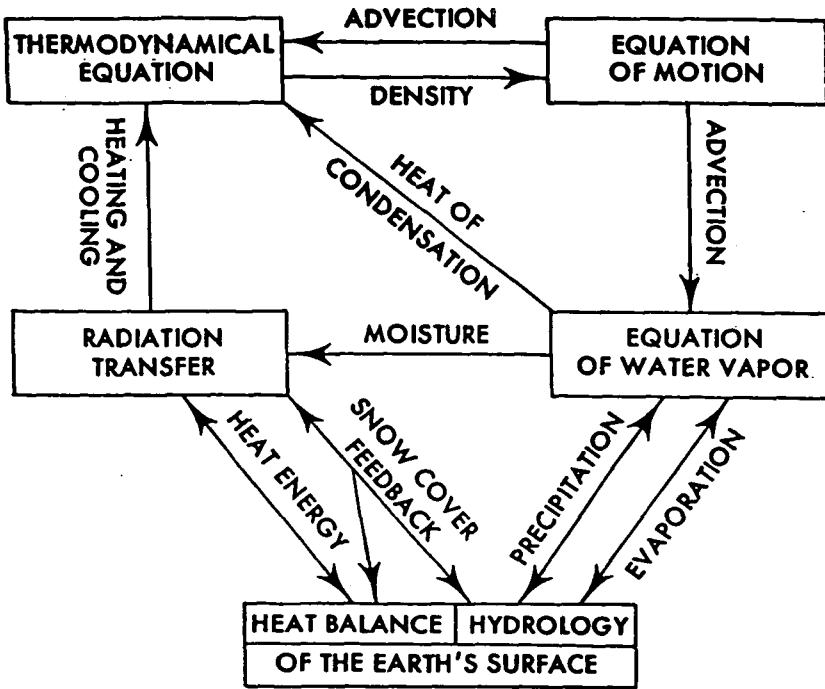 ADVECTION
THERMODYNAMICAL
EQUATION
EQUATION
OF MOTION
DENSITY
HEATING AND
COOLING
HEAT OF
CONDENSATION
ADVECTION
RADIATION
TRANSFER
MOISTURE
EQUATION
OF WATER VAPOR
HEAT ENERGY
SNOW COVER
FEEDBACK
PRECIPITATION
EVAPORATION
HEAT BALANCE
HYDROLOGY
OF THE EARTH'S SURFACE